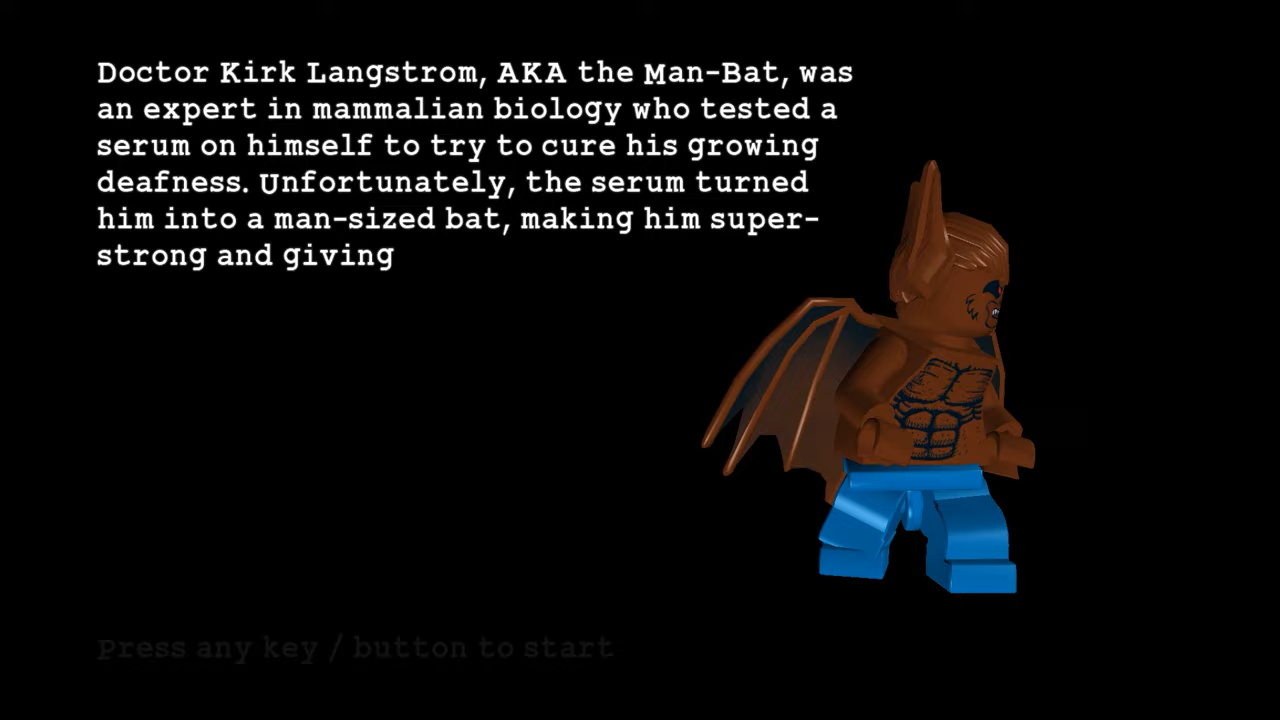 Doctor Kirk Langstrom, AKA the Man-Bat, was
an expert in mammalian biology who tested a
serum on himself to try to cure his growing
deafness. Unfortunately, the serum turned
him into a man-sized bat, making him super-
strong and giving
Press any key / button to start